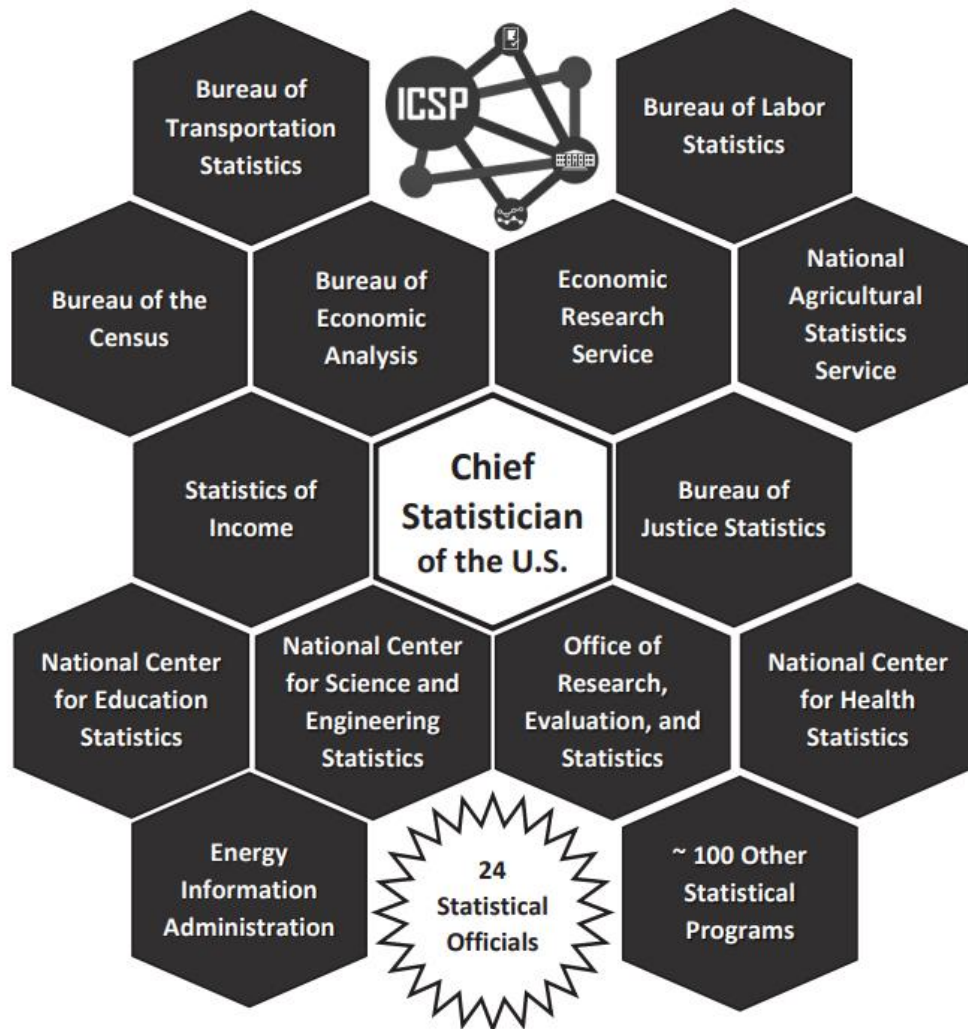 Bureau of
Transportation
Statistics
ICSP
Bureau of Labor
Statistics
Bureau of the
Census
Bureau of
Economic
Analysis
Economic
Research
Service
National
Agricultural
Statistics
Service
Statistics of
Income
Chief
Statistician
of the U.S.
Bureau of
Justice Statistics
National Center
for Education
Statistics
National Center
for Science and
Engineering
Statistics
Office of
Research,
Evaluation, and
Statistics
National Center
for Health
Statistics
Energy
Information
Administration
24
Statistical
Officials
~ 100 Other
Statistical
Programs